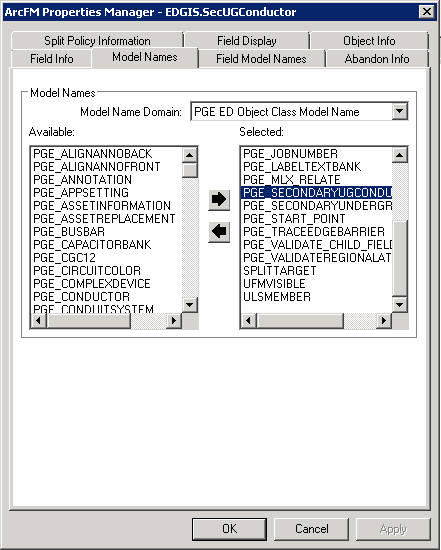 ArcFM Properties Manager - EDGIS.SecUGConductor
Split Policy Information Field Display Object Info
Field Info Model Names Field Model Names Abandon Info
Model Names
Model Name Domain: PGE ED Object Class Model Name
Available:
PGE_ALIGNANNOBACK
PGE_ALIGNANNOFRONT
PGE_ANNOTATION
PGE_APPSETTING
PGE_ASSETINFORMATION
PGE_ASSETREPLACEMENT
PGE_BUSBAR
PGE_CAPACITORBANK
PGE_CGC12
PGE_CIRCUITCOLOR
PGE_COMPLEXDEVICE
PGE_CONDUCTOR
PGE_CONDUITSYSTEM
Selected:
PGE_JOBNUMBER
PGE_LABELTEXTBANK
PGE_MLX_RELATE
PGE_SECONDARYUGCONDU
PGE_SECONDARYUNDERGR
PGE_START_POINT
PGE_TRACEEDGEBARRIER
PGE_VALIDATE_CHILD_FIELD
PGE_VALIDATEREGIONALAT
SPLITTARGET
UFMVISIBLE
ULSMEMBER
OK Cancel Apply